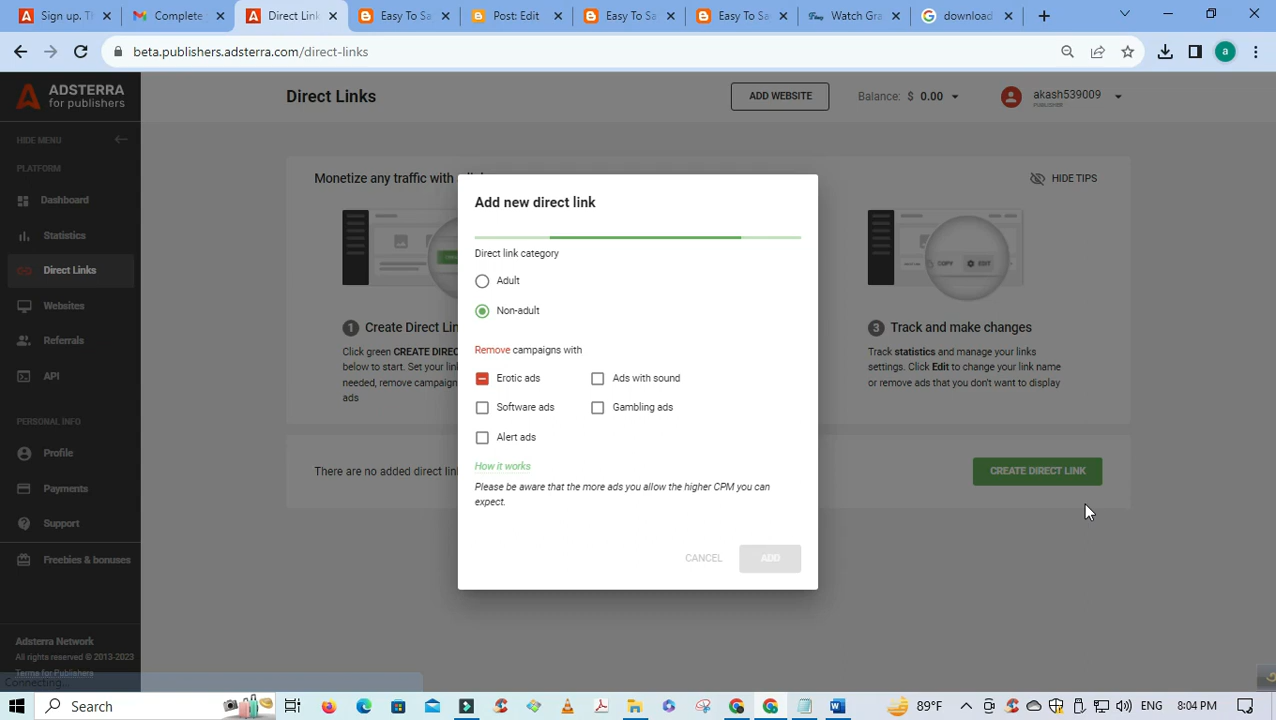 Sign up. T
Complete
Direct Link
Easy To Sa
Post: Edit
Easy To Sa
Easy To Sa
Watch Gra
download
beta.publishers.adsterra.com/direct-links
a
ADSTERRA
for publishers
Direct Links
ADD WEBSITE
Balance: $ 0.00
akash539009
PUBLISHER
HIDE MENU
PLATFORM
Dashboard
Statistics
Direct Links
Websites
Referrals
API
PERSONAL INFO
Profile
Payments
Support
Freebies & bonuses
Adsterra Network
All rights reserved © 2013-2023
Terms for Publishers
Connecting...
Monetize any traffic with
HIDE TIPS
COPY
EDIT
1 Create Direct Lin
Click green CREATE DIREC
below to start. Set your
needed, remove campaign
ads
3 Track and make changes
Track statistics and manage your links
settings. Click Edit to change your link name
or remove ads that you don't want to display
There are no added direct link
CREATE DIRECT LINK
Add new direct link
Direct link category
Adult
Non-adult
Remove campaigns with
Erotic ads
Ads with sound
Software ads
Gambling ads
Alert ads
How it works
Please be aware that the more ads you allow the higher CPM you can
expect.
CANCEL
ADD
Search
89°F
ENG
8:04 PM